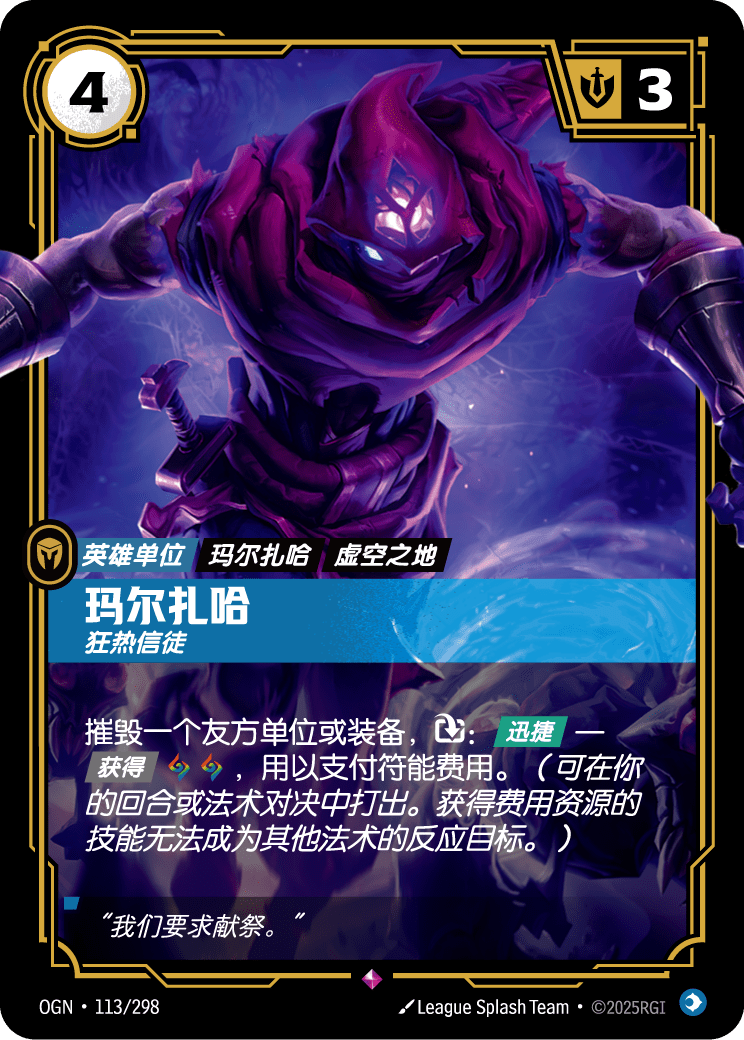 4
3
英雄单位 玛尔扎哈 虚空之地
玛尔扎哈
狂热信徒
摧毁一个友方单位或装备，：迅捷 —
获得 ，用以支付符能费用。（可在你
的回合或法术对决中打出。获得费用资源的
技能无法成为其他法术的反应目标。）
“我们要求献祭。”
OGN • 113/298
League Splash Team • ©2025RGI